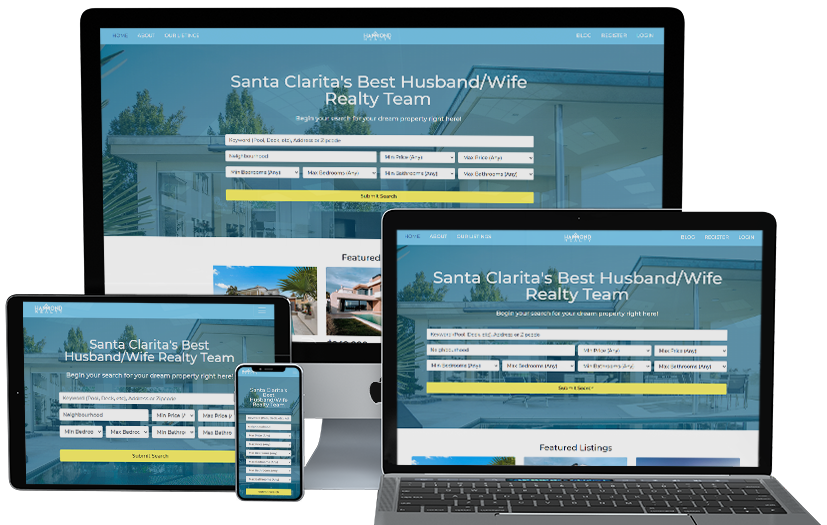 HOME ABOUT OUR LISTINGS
BLOG REGISTER LOGIN
Santa Clarita's Best Husband/Wife
Realty Team
Begin your search for your dream property right here!
Keyword (Pool, Deck, etc), Address or Zipcode
Neighbourhood
Min Price (Any)
Max Price (Any)
Min Bedrooms (Any)
Max Bedrooms (Any)
Min Bathrooms (Any)
Max Bathrooms (Any)
Submit Search
Featured
HOME ABOUT OUR LISTINGS
BLOG REGISTER LOGIN
Santa Clarita's Best Husband/Wife
Realty Team
Begin your search for your dream property right here!
Keyword (Pool, Deck, etc), Address or Zipcode
Neighbourhood
Min Price (Any)
Max Price (Any)
Min Bedrooms (Any)
Max Bedrooms (Any)
Min Bathrooms (Any)
Max Bathrooms (Any)
Submit Search
Featured Listings
Santa Clarita's Best
Husband/Wife Realty Team
Begin your search for your dream property right here!
Keyword (Pool, Deck, etc), Address or Zipcode
Neighbourhood
Min Price (A
Max Price (A
Min Bedroo
Max Bedroo
Min Bathro
Max Bathro
Submit Search
Santa Clarita's
Best
Husband/Wife
Realty Team
Submit Search